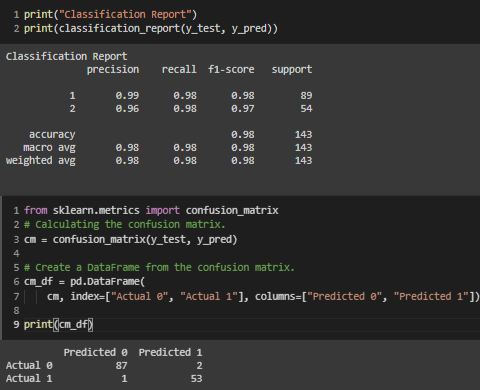 1 print("Classification Report")
2 print(classification_report(y_test, y_pred))
Classification Report
precision recall f1-score support
1 0.99 0.98 0.98 89
2 0.96 0.98 0.97 54
accuracy 0.98 143
macro avg 0.98 0.98 0.98 143
weighted avg 0.98 0.98 0.98 143
1 from sklearn.metrics import confusion_matrix
2 # Calculating the confusion matrix.
3 cm = confusion_matrix(y_test, y_pred)
4
5 # Create a DataFrame from the confusion matrix.
6 cm_df = pd.DataFrame(
7 cm, index=["Actual 0", "Actual 1"], columns=["Predicted 0", "Predicted 1"])
8
9 print(cm_df)
Predicted 0 Predicted 1
Actual 0 87 2
Actual 1 1 53